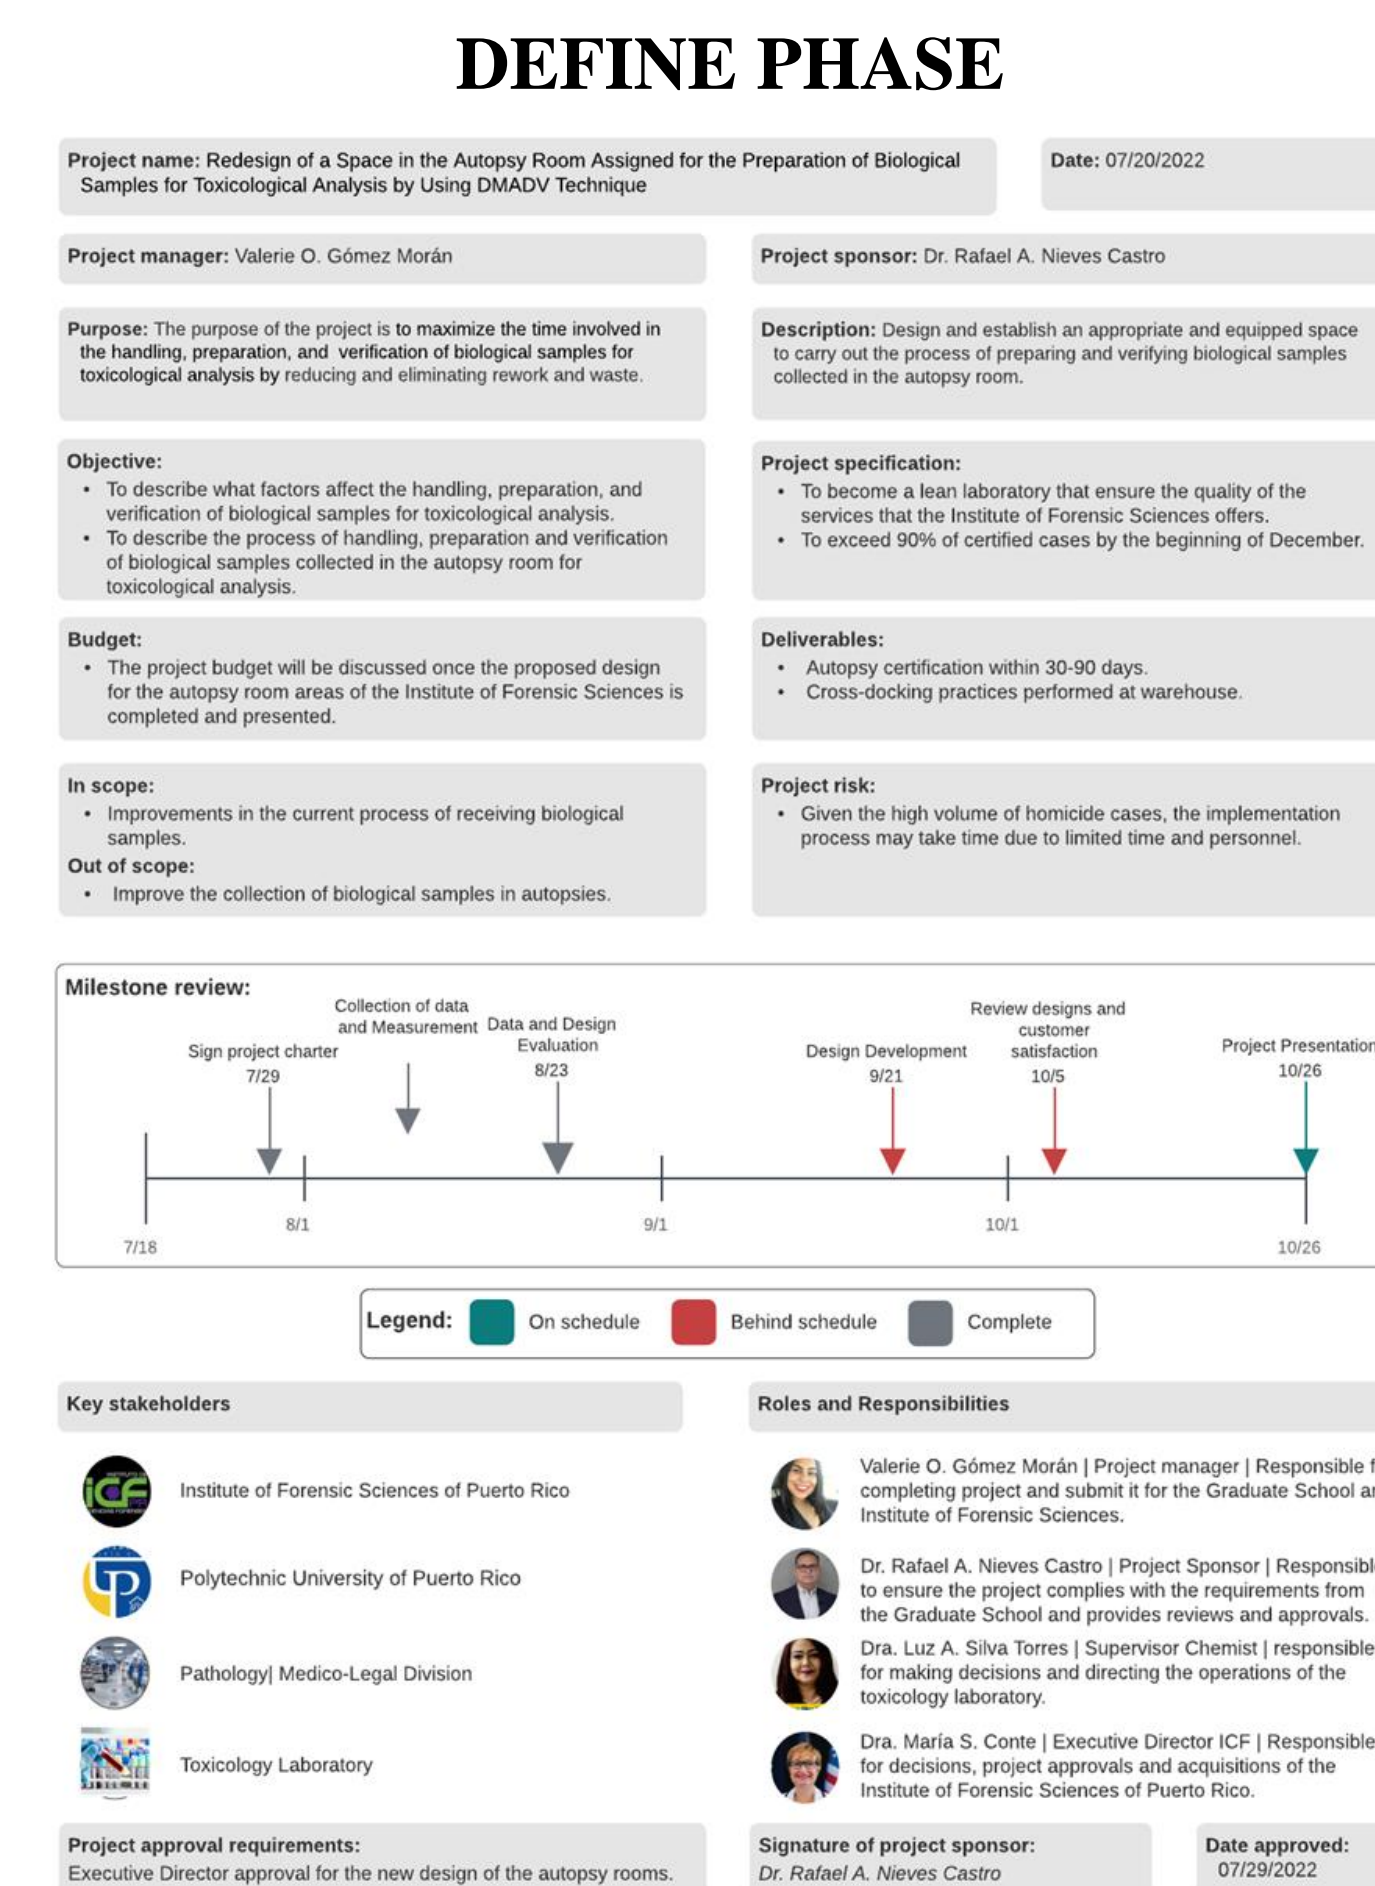 DEFINE PHASE
Project name: Redesign of a Space in the Autopsy Room Assigned for the Preparation of Biological
Samples for Toxicological Analysis by Using DMADV Technique
Date: 07/20/2022
Project manager: Valerie O. Gómez Morán
Project sponsor: Dr. Rafael A. Nieves Castro
Purpose: The purpose of the project is to maximize the time involved in
the handling, preparation, and verification of biological samples for
toxicological analysis by reducing and eliminating rework and waste.
Description: Design and establish an appropriate and equipped space
to carry out the process of preparing and verifying biological samples
collected in the autopsy room.
Objective:
• To describe what factors affect the handling, preparation, and
verification of biological samples for toxicological analysis.
• To describe the process of handling, preparation and verification
of biological samples collected in the autopsy room for
toxicological analysis.
Project specification:
• To become a lean laboratory that ensure the quality of the
services that the Institute of Forensic Sciences offers.
• To exceed 90% of certified cases by the beginning of December.
Budget:
• The project budget will be discussed once the proposed design
for the autopsy room areas of the Institute of Forensic Sciences is
completed and presented.
Deliverables:
• Autopsy certification within 30-90 days.
• Cross-docking practices performed at warehouse.
In scope:
• Improvements in the current process of receiving biological
samples.
Out of scope:
• Improve the collection of biological samples in autopsies.
Project risk:
• Given the high volume of homicide cases, the implementation
process may take time due to limited time and personnel.
Milestone review:
Sign project charter
7/29
Collection of data
and Measurement
Data and Design
Evaluation
8/23
Design Development
9/21
Review designs and
customer
satisfaction
10/5
Project Presentation
10/26
7/18
8/1
9/1
10/1
10/26
Legend:
On schedule
Behind schedule
Complete
Key stakeholders
ICF
Institute of Forensic Sciences of Puerto Rico
Polytechnic University of Puerto Rico
Pathology| Medico-Legal Division
Toxicology Laboratory
Roles and Responsibilities
Valerie O. Gómez Morán | Project manager | Responsible f
completing project and submit it for the Graduate School a
Institute of Forensic Sciences.
Dr. Rafael A. Nieves Castro | Project Sponsor | Responsibl
to ensure the project complies with the requirements from
the Graduate School and provides reviews and approvals.
Dra. Luz A. Silva Torres | Supervisor Chemist | responsible
for making decisions and directing the operations of the
toxicology laboratory.
Dra. María S. Conte | Executive Director ICF | Responsible
for decisions, project approvals and acquisitions of the
Institute of Forensic Sciences of Puerto Rico.
Project approval requirements:
Executive Director approval for the new design of the autopsy rooms.
Signature of project sponsor:
Dr. Rafael A. Nieves Castro
Date approved:
07/29/2022